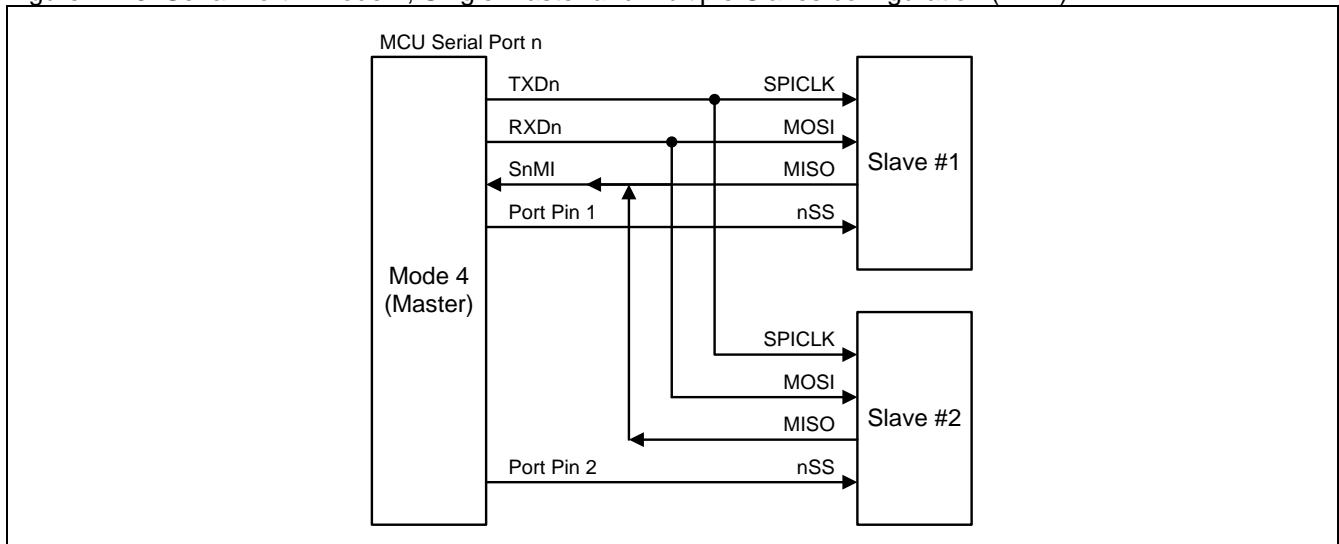 MCU Serial Port n
TXDn
SPICLK
RXDn
MOSI
SnMI
MISO
Port Pin 1
nSS
Slave #1
Mode 4
(Master)
SPICLK
MOSI
MISO
Slave #2
Port Pin 2
nSS